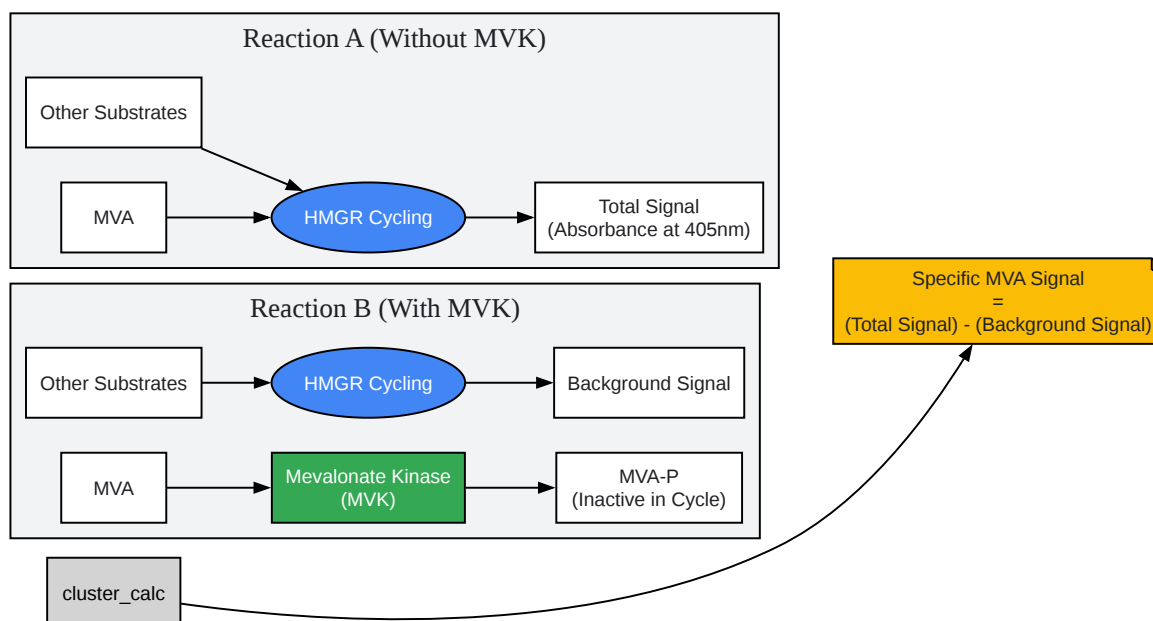 Reaction A (Without MVK)
Other Substrates
MVA
HMGR Cycling
Total Signal
(Absorbance at 405nm)
Reaction B (With MVK)
Other Substrates
HMGR Cycling
Background Signal
MVA
Mevalonate Kinase
(MVK)
MVA-P
(Inactive in Cycle)
cluster_calc
Specific MVA Signal
=
(Total Signal) - (Background Signal)